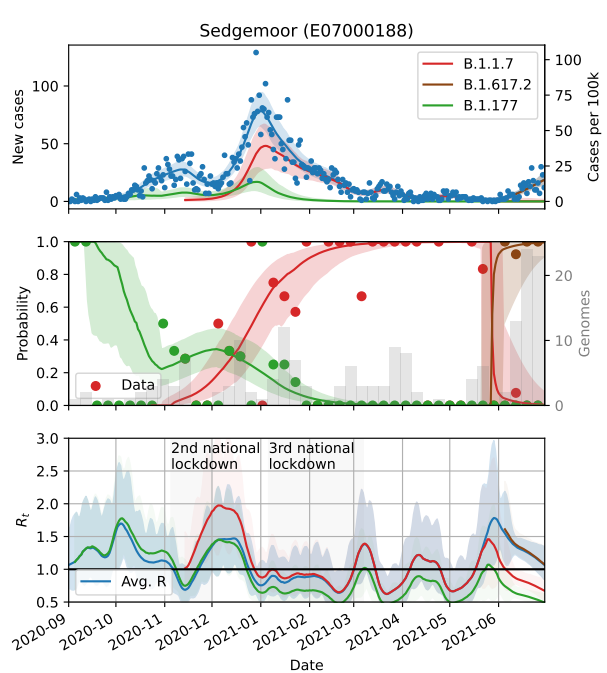 Sedgemoor (E07000188)
New cases
100
50
0
B.1.1.7
B.1.617.2
B.1.177
100
75
50
25
0
Cases per 100k
Probability
1.0
0.8
0.6
0.4
0.2
0.0
Data
20
10
0
Genomes
R_t
3.0
2.5
2.0
1.5
1.0
0.5
2nd national
lockdown
3rd national
lockdown
Avg. R
2020-09
2020-10
2020-11
2020-12
2021-01
2021-02
2021-03
2021-04
2021-05
2021-06
Date